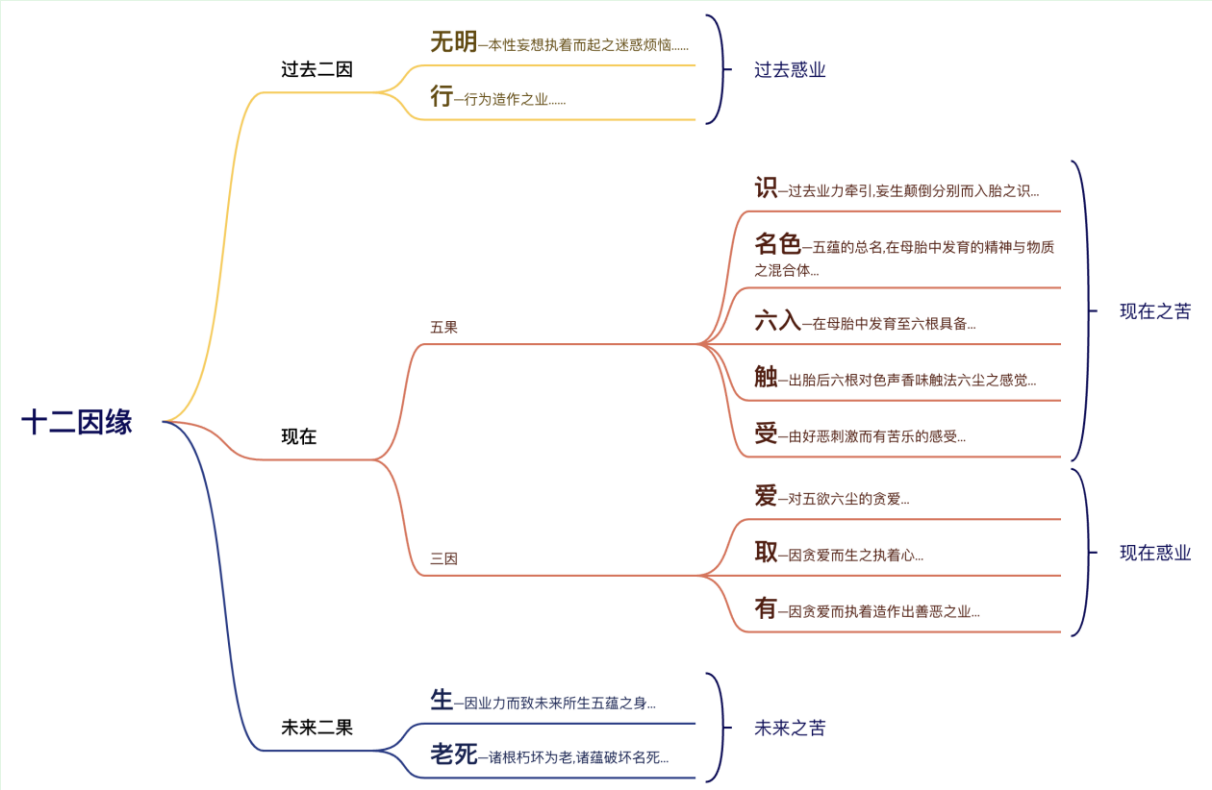 过去二因
无明—本性妄想执着而起之迷惑烦恼......
行—行为造作之业......
过去惑业
十二因缘
现在
五果
识—过去业力牵引,妄生颠倒分别而入胎之识...
名色—五蕴的总名,在母胎中发育的精神与物质
之混合体...
六入—在母胎中发育至六根具备...
触—出胎后六根对色声香味触法六尘之感觉...
受—由好恶刺激而有苦乐的感受...
现在之苦
三因
爱—对五欲六尘的贪爱...
取—因贪爱而生之执着心...
有—因贪爱而执着造作出善恶之业...
现在惑业
未来二果
生—因业力而致未来所生五蕴之身...
老死—诸根朽坏为老,诸蕴破坏名死...
未来之苦